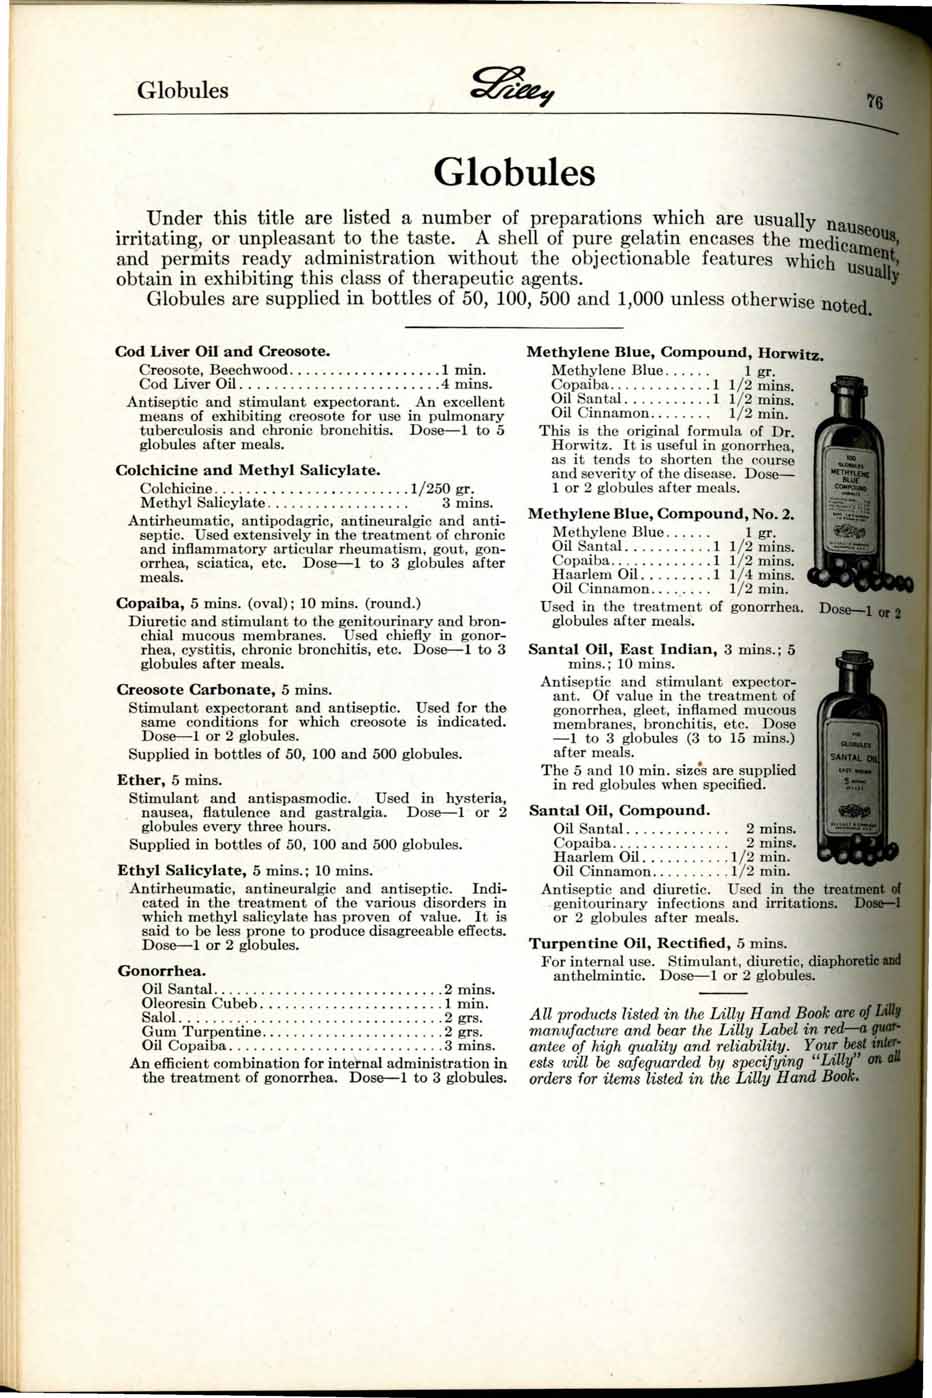 Globules
Lilly
76
Globules
Under this title are listed a number of preparations which are usually nauseous,
irritating, or unpleasant to the taste. A shell of pure gelatin encases the medicament,
and permits ready administration without the objectionable features which usually
obtain in exhibiting this class of therapeutic agents.
Globules are supplied in bottles of 50, 100, 500 and 1,000 unless otherwise noted.
Cod Liver Oil and Creosote.
Creosote, Beechwood...................1 min.
Cod Liver Oil.........................4 mins.
Antiseptic and stimulant expectorant. An excellent
means of exhibiting creosote for use in pulmonary
tuberculosis and chronic bronchitis. Dose—1 to 5
globules after meals.
Colchicine and Methyl Salicylate.
Colchicine.........................1/250 gr.
Methyl Salicylate.................. 3 mins.
Antirheumatic, antipodagric, antineuralgic and anti-
septic. Used extensively in the treatment of chronic
and inflammatory articular rheumatism, gout, gon-
orrhea, sciatica, etc. Dose—1 to 3 globules after
meals.
Copaiba, 5 mins. (oval); 10 mins. (round.)
Diuretic and stimulant to the genitourinary and bron-
chial mucous membranes. Used chiefly in gonor-
rhea, cystitis, chronic bronchitis, etc. Dose—1 to 3
globules after meals.
Creosote Carbonate, 5 mins.
Stimulant expectorant and antiseptic. Used for the
same conditions for which creosote is indicated.
Dose—1 or 2 globules.
Supplied in bottles of 50, 100 and 500 globules.
Ether, 5 mins.
Stimulant and antispasmodic. Used in hysteria,
nausea, flatulence and gastralgia. Dose—1 or 2
globules every three hours.
Supplied in bottles of 50, 100 and 500 globules.
Ethyl Salicylate, 5 mins.; 10 mins.
Antirheumatic, antineuralgic and antiseptic. Indi-
cated in the treatment of the various disorders in
which methyl salicylate has proven of value. It is
said to be less prone to produce disagreeable effects.
Dose—1 or 2 globules.
Gonorrhea.
Oil Santal.............................2 mins.
Oleoresin Cubeb.......................1 min.
Salol..................................2 grs.
Gum Turpentine.......................2 grs.
Oil Copaiba...........................3 mins.
An efficient combination for internal administration in
the treatment of gonorrhea. Dose—1 to 3 globules.
Methylene Blue, Compound, Horwitz.
Methylene Blue...... 1 gr.
Copaiba.............1 1/2 mins.
Oil Santal...........1 1/2 mins.
Oil Cinnamon........ 1/2 min.
This is the original formula of Dr.
Horwitz. It is useful in gonorrhea,
as it tends to shorten the course
and severity of the disease. Dose—
1 or 2 globules after meals.
100
GLOBULES
METHYLENE
BLUE
COMPOUND
Methylene Blue, Compound, No. 2.
Methylene Blue...... 1 gr.
Oil Santal...........1 1/2 mins.
Copaiba.............1 1/2 mins.
Haarlem Oil.........1 1/4 mins.
Oil Cinnamon........ 1/2 min.
Used in the treatment of gonorrhea. Dose—1 or 2
globules after meals.
Santal Oil, East Indian, 3 mins.; 5
mins.; 10 mins.
Antiseptic and stimulant expector-
ant. Of value in the treatment of
gonorrhea, gleet, inflamed mucous
membranes, bronchitis, etc. Dose
—1 to 3 globules (3 to 15 mins.)
after meals.
The 5 and 10 min. sizes are supplied
in red globules when specified.
GLOBULES
SANTAL OIL
EAST INDIAN
5
Santal Oil, Compound.
Oil Santal............. 2 mins.
Copaiba............... 2 mins.
Haarlem Oil...........1/2 min.
Oil Cinnamon..........1/2 min.
Antiseptic and diuretic. Used in the treatment of
genitourinary infections and irritations. Dose—1
or 2 globules after meals.
Turpentine Oil, Rectified, 5 mins.
For internal use. Stimulant, diuretic, diaphoretic and
anthelmintic. Dose—1 or 2 globules.
All products listed in the Lilly Hand Book are of Lilly
manufacture and bear the Lilly Label in red—a guar-
antee of high quality and reliability. Your best inter-
ests will be safeguarded by specifying "Lilly" on all
orders for items listed in the Lilly Hand Book.